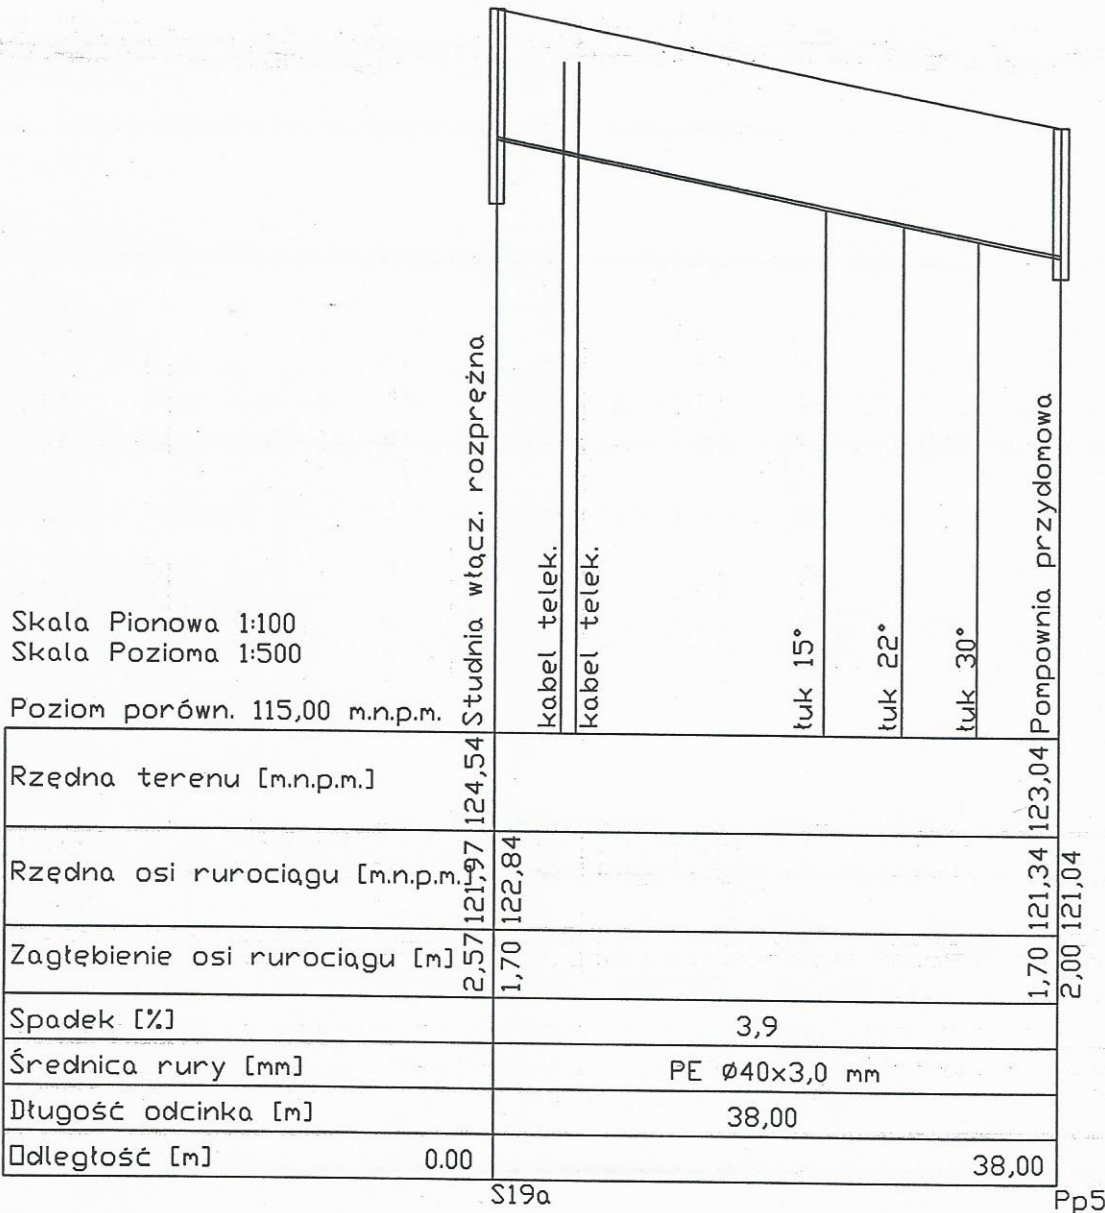 Studnia włącz. rozprężna
kabel telek.
kabel telek.
łuk 15°
łuk 22°
łuk 30°
Pompownia przydomowa
Skala Pionowa 1:100
Skala Pozioma 1:500
Poziom porówn. 115,00 m.n.p.m.
Rzędna terenu [m.n.p.m.] 124,54 123,04
Rzędna osi rurociągu [m.n.p.m.] 121,97 122,84 121,34 121,04
Zagłębienie osi rurociągu [m] 2,57 1,70 1,70 2,00
Spadek [%] 3,9
Średnica rury [mm] PE Ø40x3,0 mm
Długość odcinka [m] 38,00
Odległość [m] 0.00 38,00
S19a Pp5